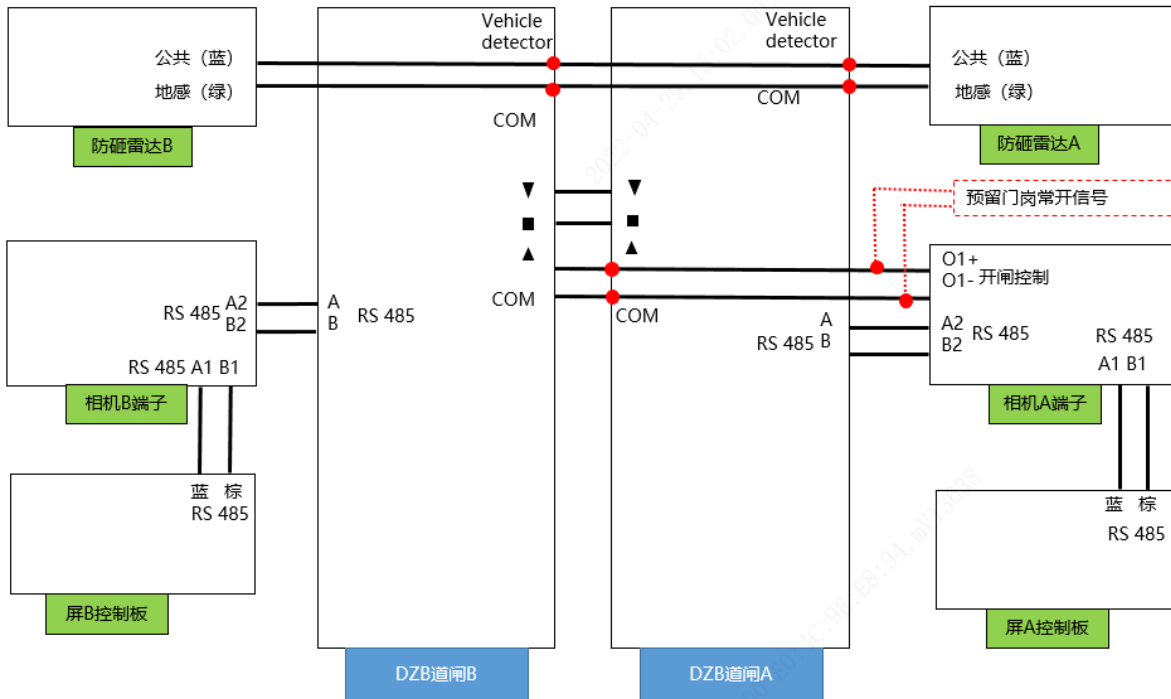 公共（蓝）
地感（绿）
防砸雷达B
Vehicle
detector
COM
Vehicle
detector
COM
公共（蓝）
地感（绿）
防砸雷达A
▼ ▼
■ ■
▲ ▲
COM
COM
预留门岗常开信号
O1+
O1- 开闸控制
A2
B2
RS 485
RS 485
A1 B1
相机A端子
A
B
RS 485
RS 485
A2
B2
RS 485 A1 B1
相机B端子
A
B
RS 485
蓝 棕
RS 485
屏B控制板
蓝 棕
RS 485
屏A控制板
DZB道闸B
DZB道闸A